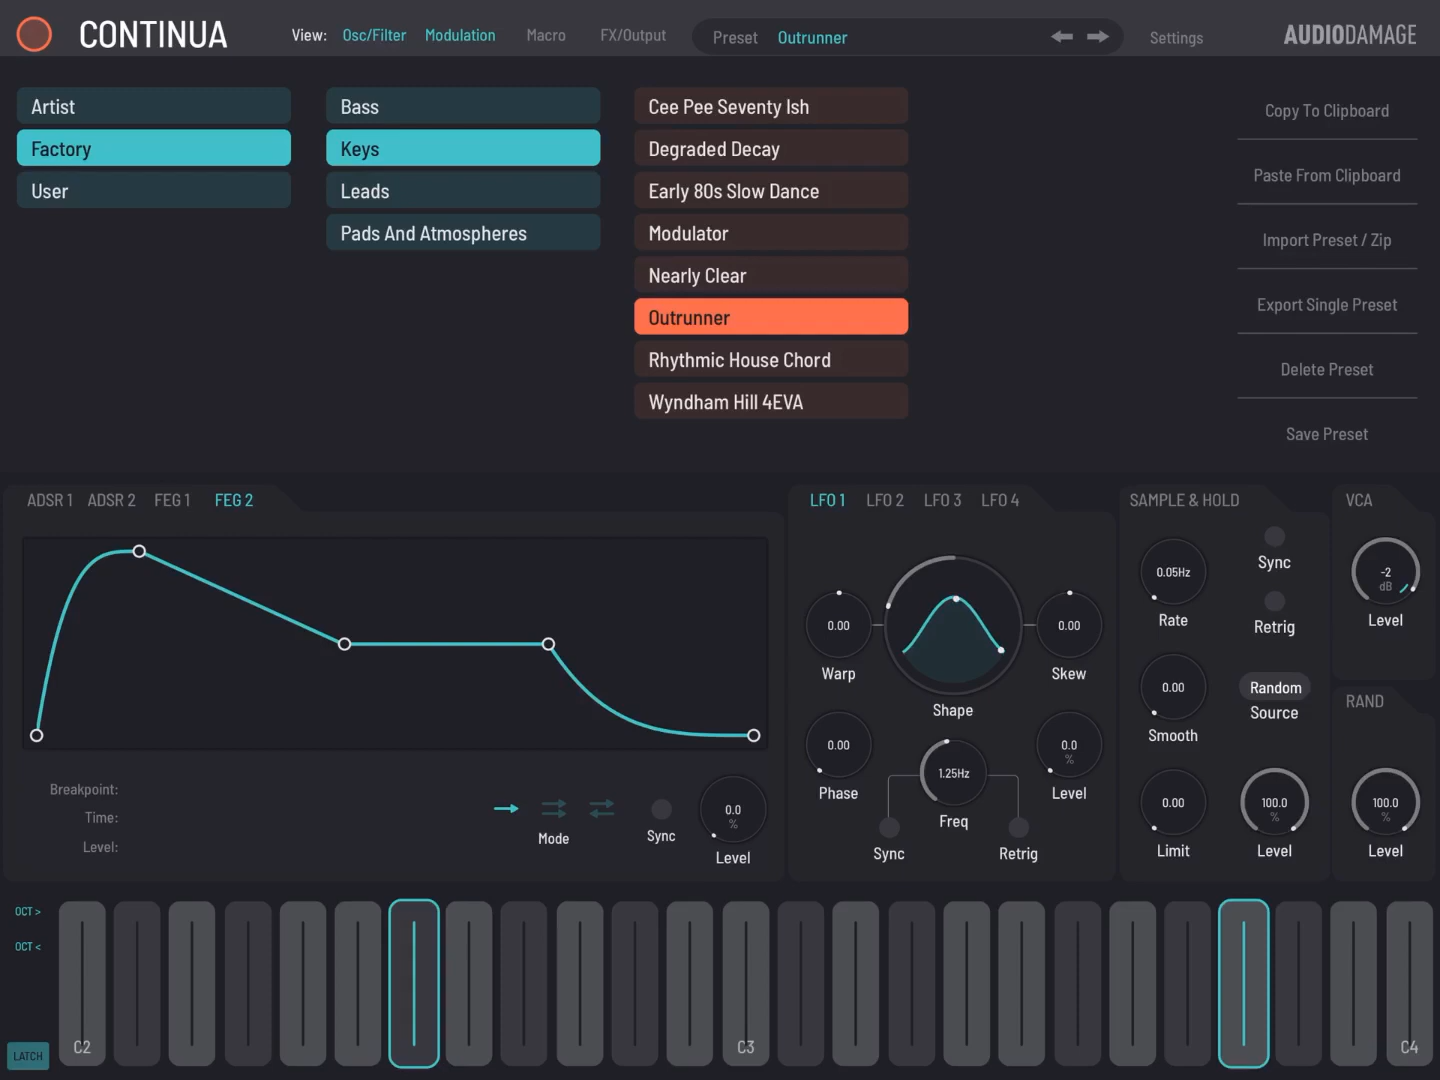 CONTINUA
View: Osc/Filter Modulation Macro FX/Output
Preset Outrunner
Settings
AUDIODAMAGE
Artist
Factory
User
Bass
Keys
Leads
Pads And Atmospheres
Cee Pee Seventy Ish
Degraded Decay
Early 80s Slow Dance
Modulator
Nearly Clear
Outrunner
Rhythmic House Chord
Wyndham Hill 4EVA
Copy To Clipboard
Paste From Clipboard
Import Preset / Zip
Export Single Preset
Delete Preset
Save Preset
ADSR 1 ADSR 2 FEG 1 FEG 2
Breakpoint:
Time:
Level:
Mode
Sync
0.0
%
Level
LFO 1 LFO 2 LFO 3 LFO 4
0.00
Warp
Shape
0.00
Skew
0.00
Phase
1.25Hz
Freq
0.0
%
Level
Sync
Retrig
SAMPLE & HOLD
0.05Hz
Rate
Sync
Retrig
0.00
Smooth
Random
Source
0.00
Limit
100.0
%
Level
VCA
-2
dB
Level
RAND
100.0
%
Level
OCT >
OCT <
LATCH
C2
C3
C4